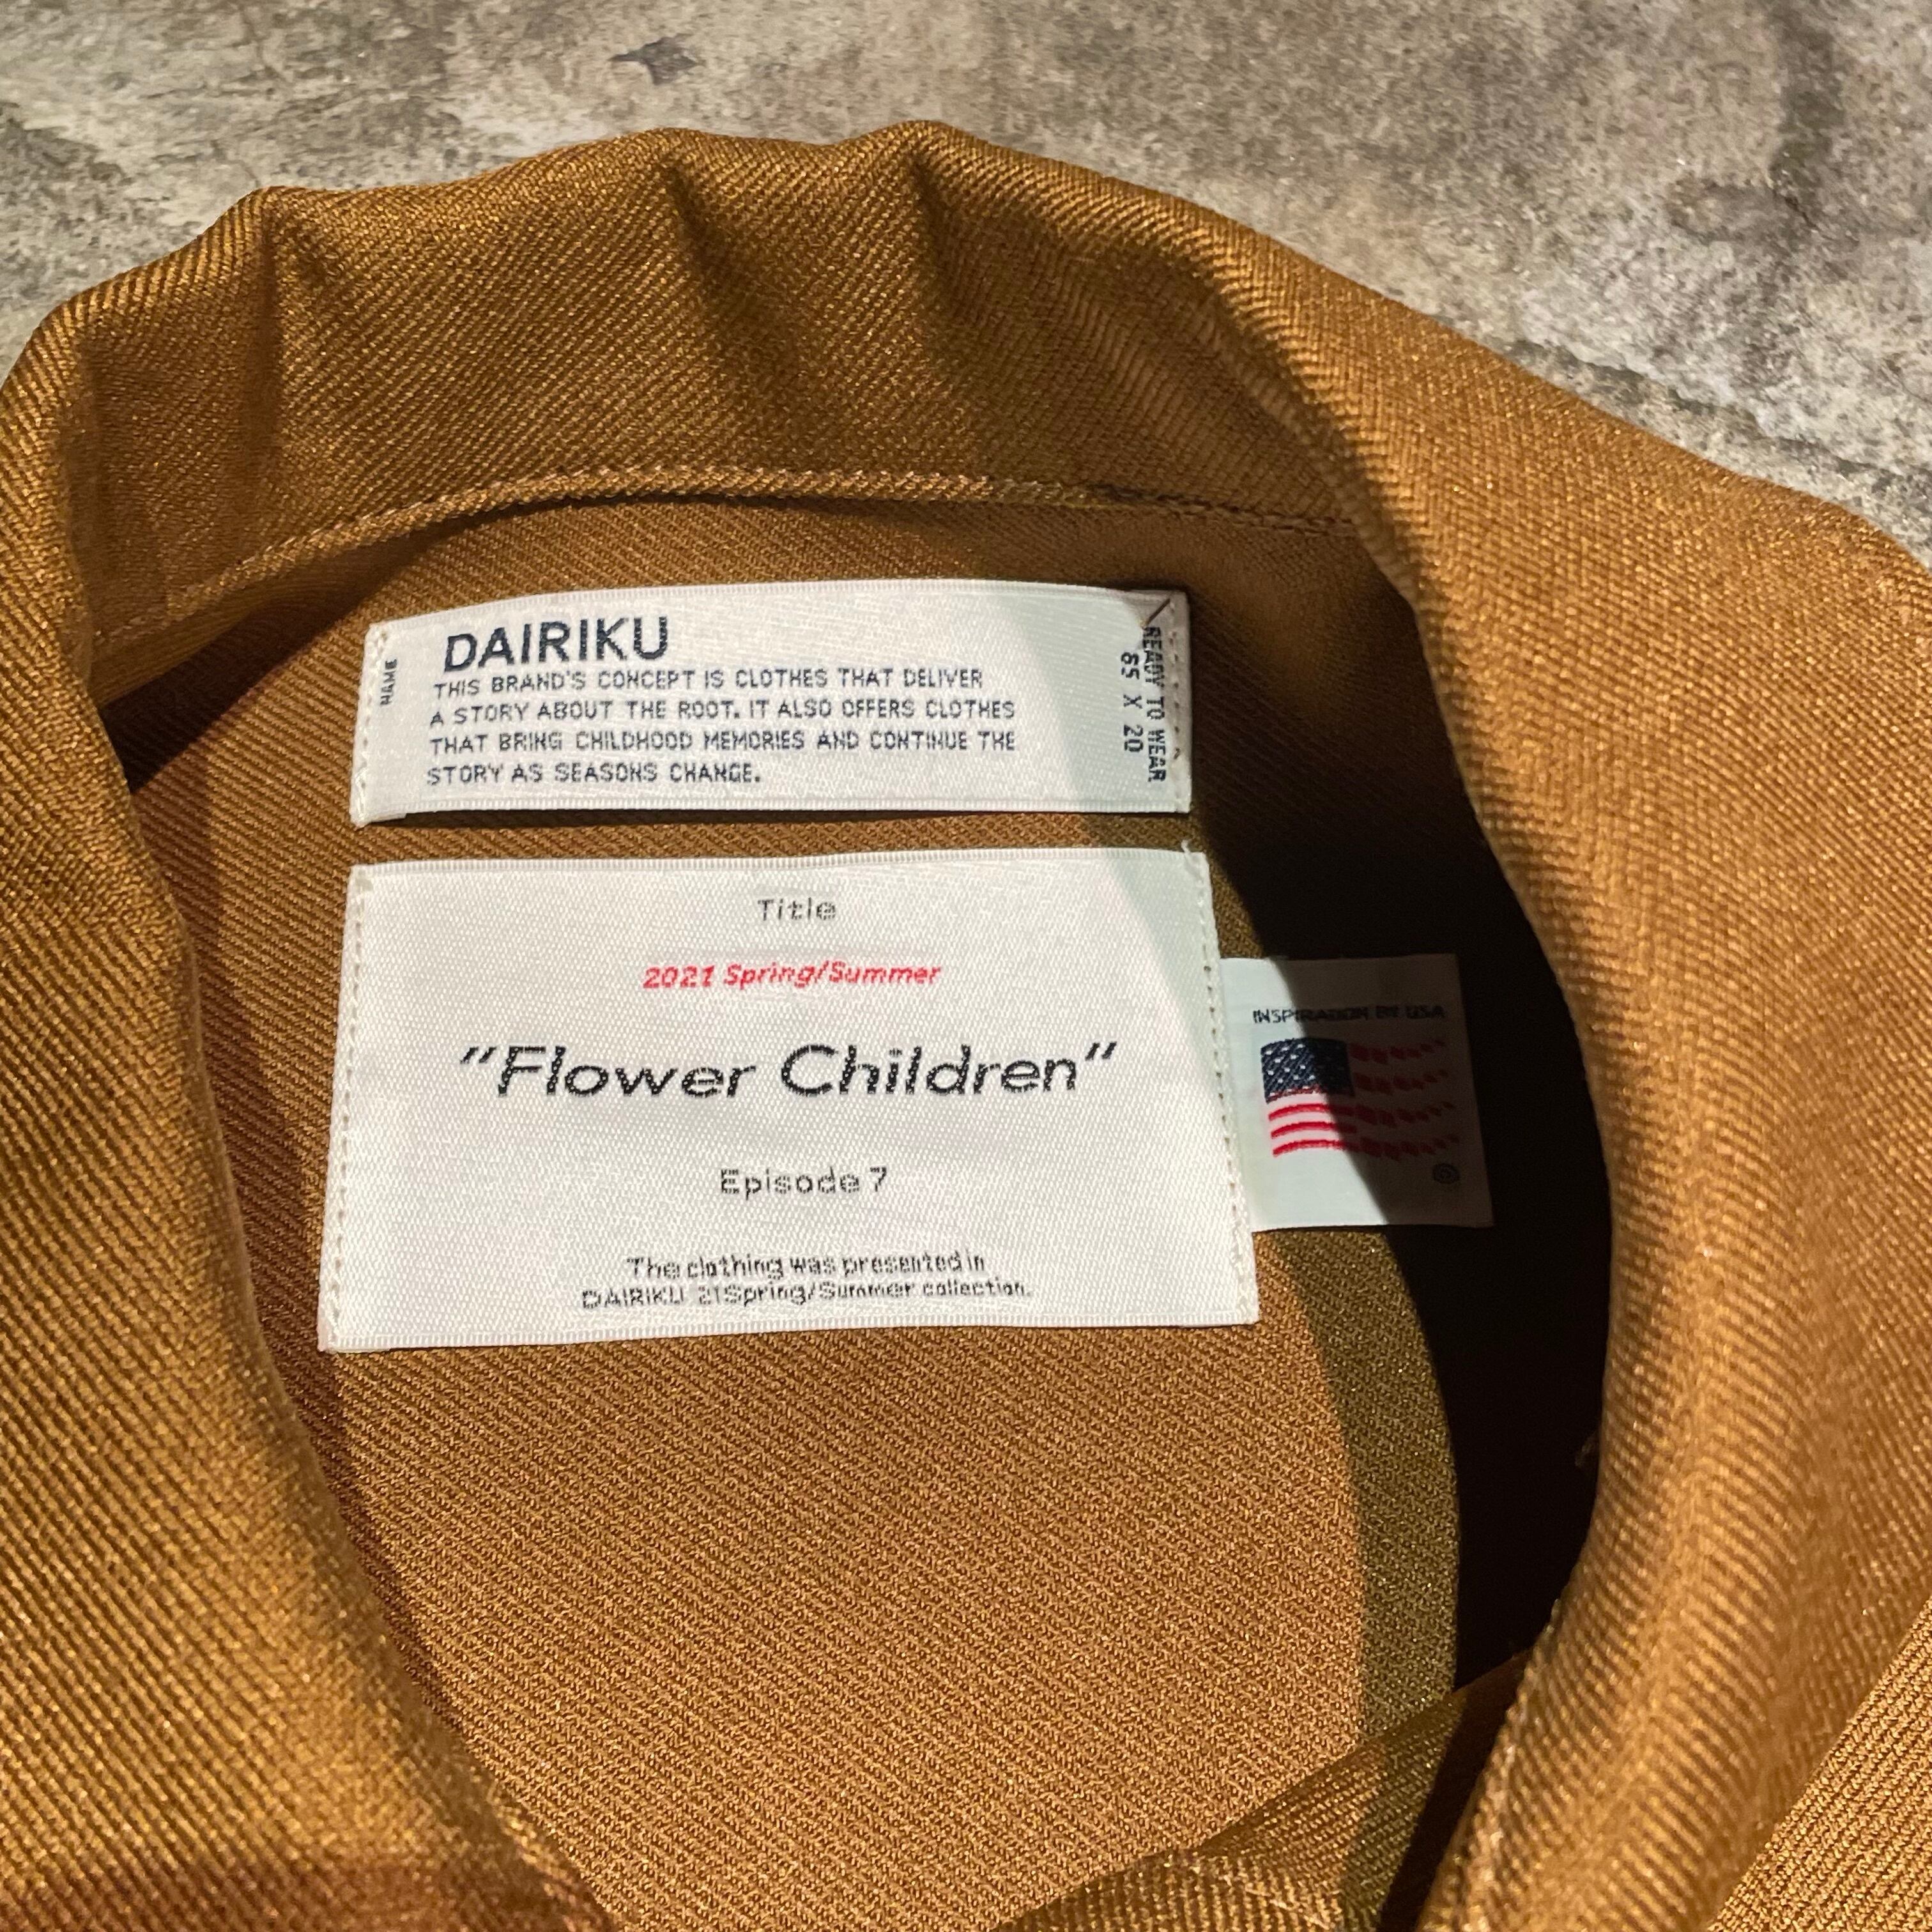 NAME
DAIRIKU
THIS BRAND'S CONCEPT IS CLOTHES THAT DELIVER
A STORY ABOUT THE ROOT. IT ALSO OFFERS CLOTHES
THAT BRING CHILDHOOD MEMORIES AND CONTINUE THE
STORY AS SEASONS CHANGE.
READY TO WEAR
65 X 20
Title
2021 Spring/Summer
"Flower Children"
Episode 7
The clothing was presented in
DAIRIKU 21Spring/Summer collection.
INSPIRATION BY USA